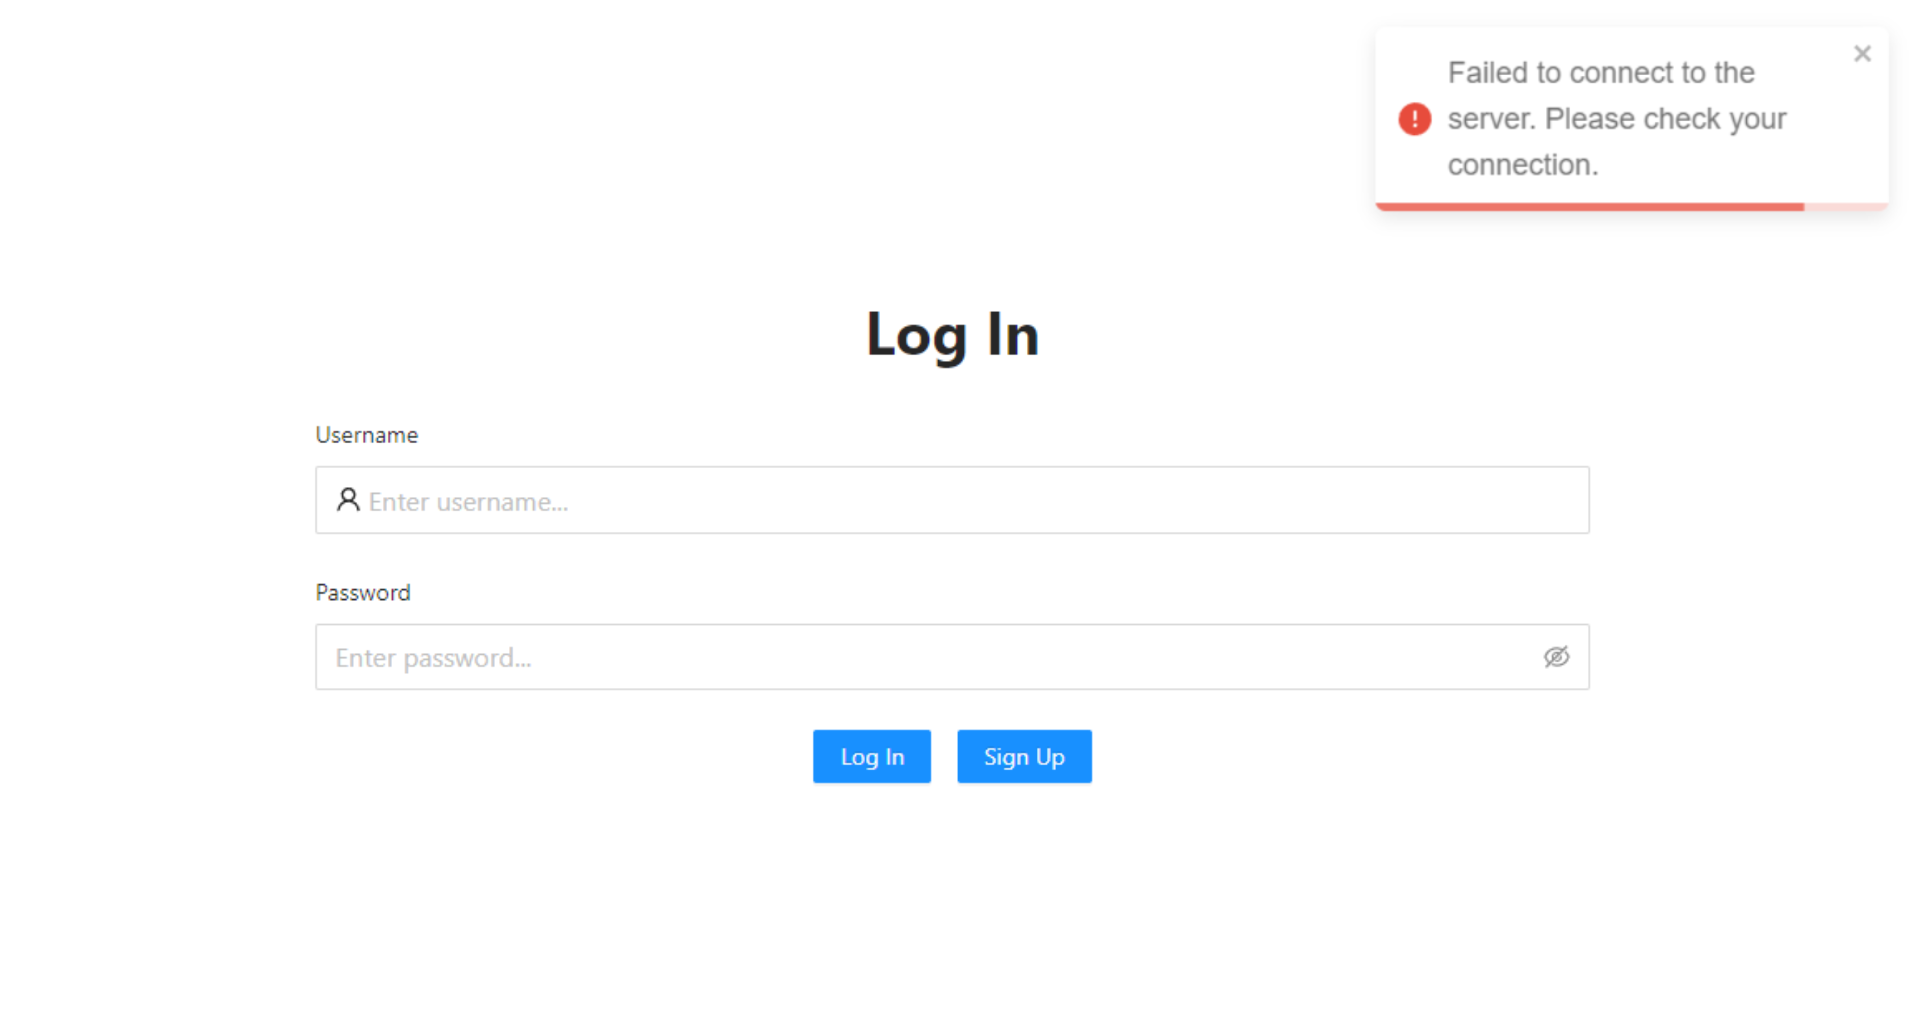 Failed to connect to the
server. Please check your
connection.
Log In
Username
Enter username...
Password
Enter password...
Log In
Sign Up